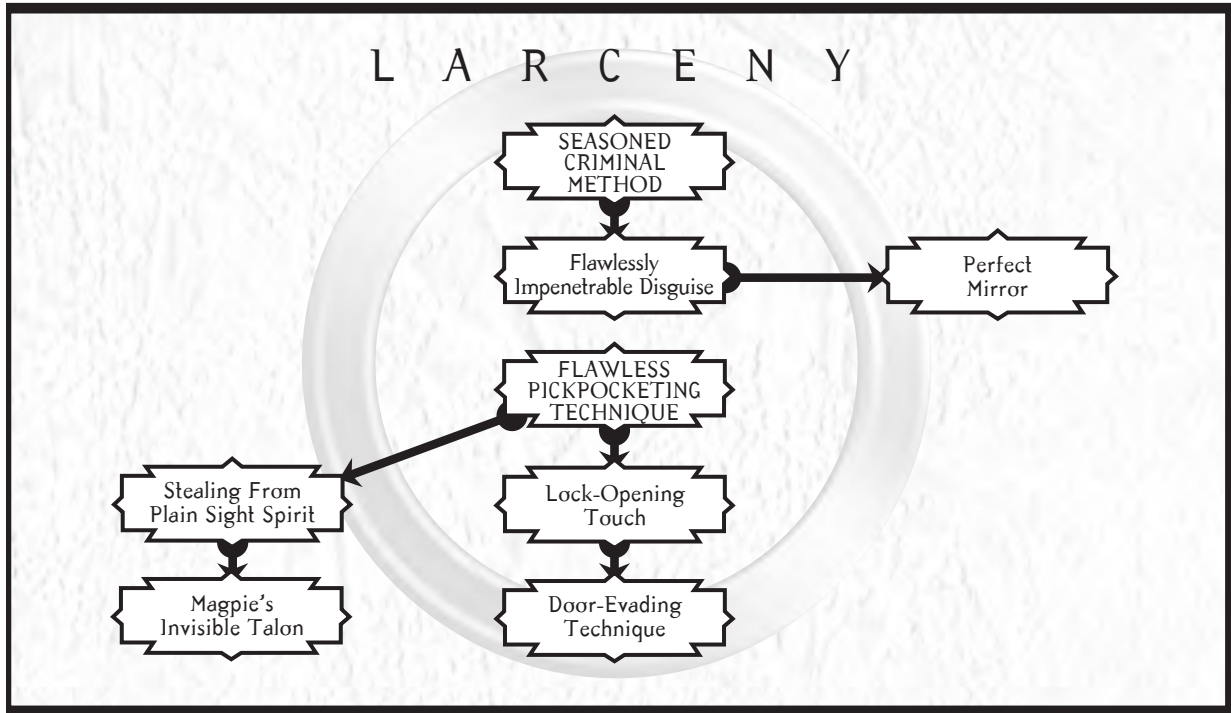 LARCENY
SEASONED
CRIMINAL
METHOD
Flawlessly
Impenetrable Disguise
Perfect
Mirror
FLAWLESS
PICKPOCKETING
TECHNIQUE
Stealing From
Plain Sight Spirit
Lock-Opening
Touch
Magpie's
Invisible Talon
Door-Evading
Technique